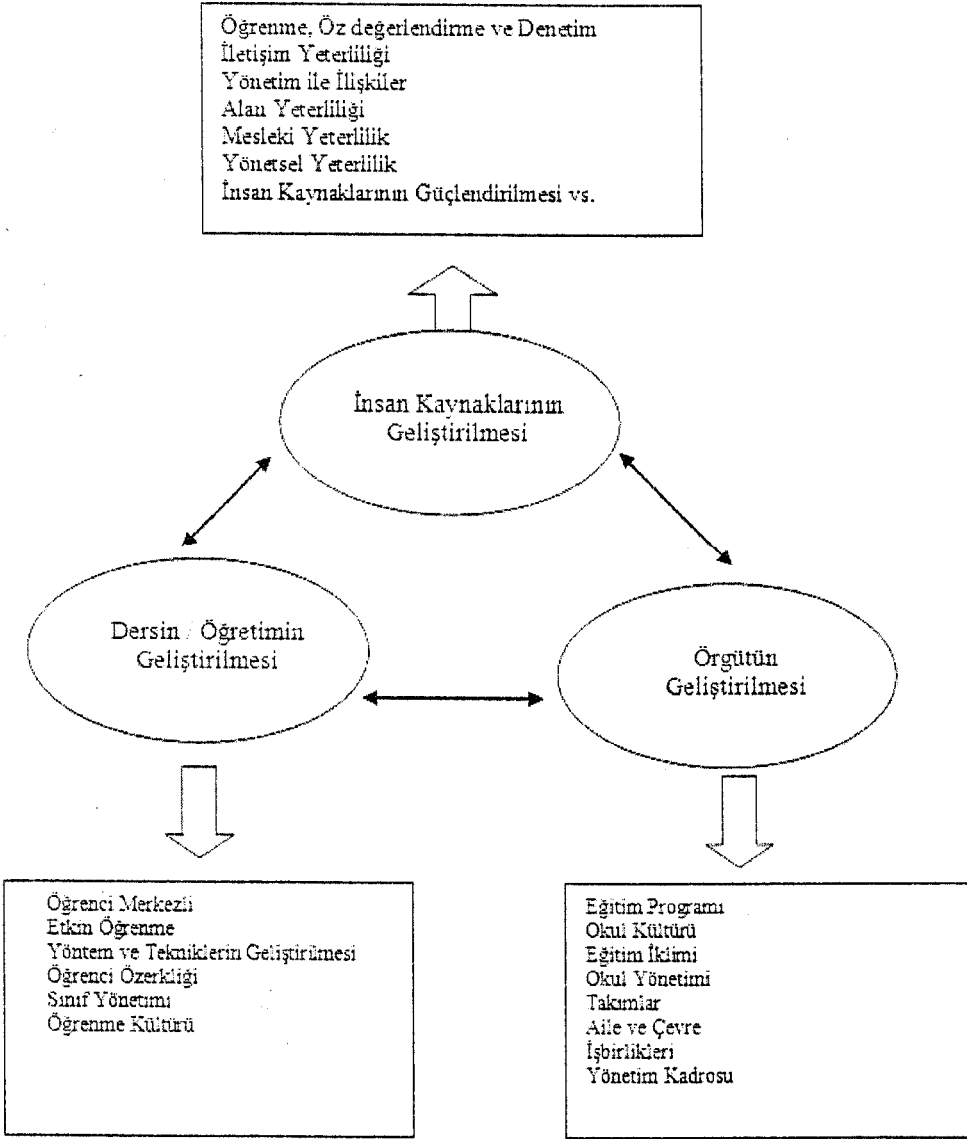 Öğrenme, Öz değerlendirme ve Denetim
İletişim Yeterliliği
Yönetim ile İlişkiler
Alan Yeterliliği
Mesleki Yeterlilik
Yönetsel Yeterlilik
İnsan Kaynaklarının Güçlendirilmesi vs.
İnsan Kaynaklarının
Geliştirilmesi
Dersin / Öğretimin
Geliştirilmesi
Örgütün
Geliştirilmesi
Öğrenci Merkezli
Etkin Öğrenme
Yöntem ve Tekniklerin Geliştirilmesi
Öğrenci Özerkliği
Sınıf Yönetimi
Öğrenme Kültürü
Eğitim Programı
Okul Kültürü
Eğitim İklimi
Okul Yönetimi
Takımlar
Aile ve Çevre
İşbirlikleri
Yönetim Kadrosu